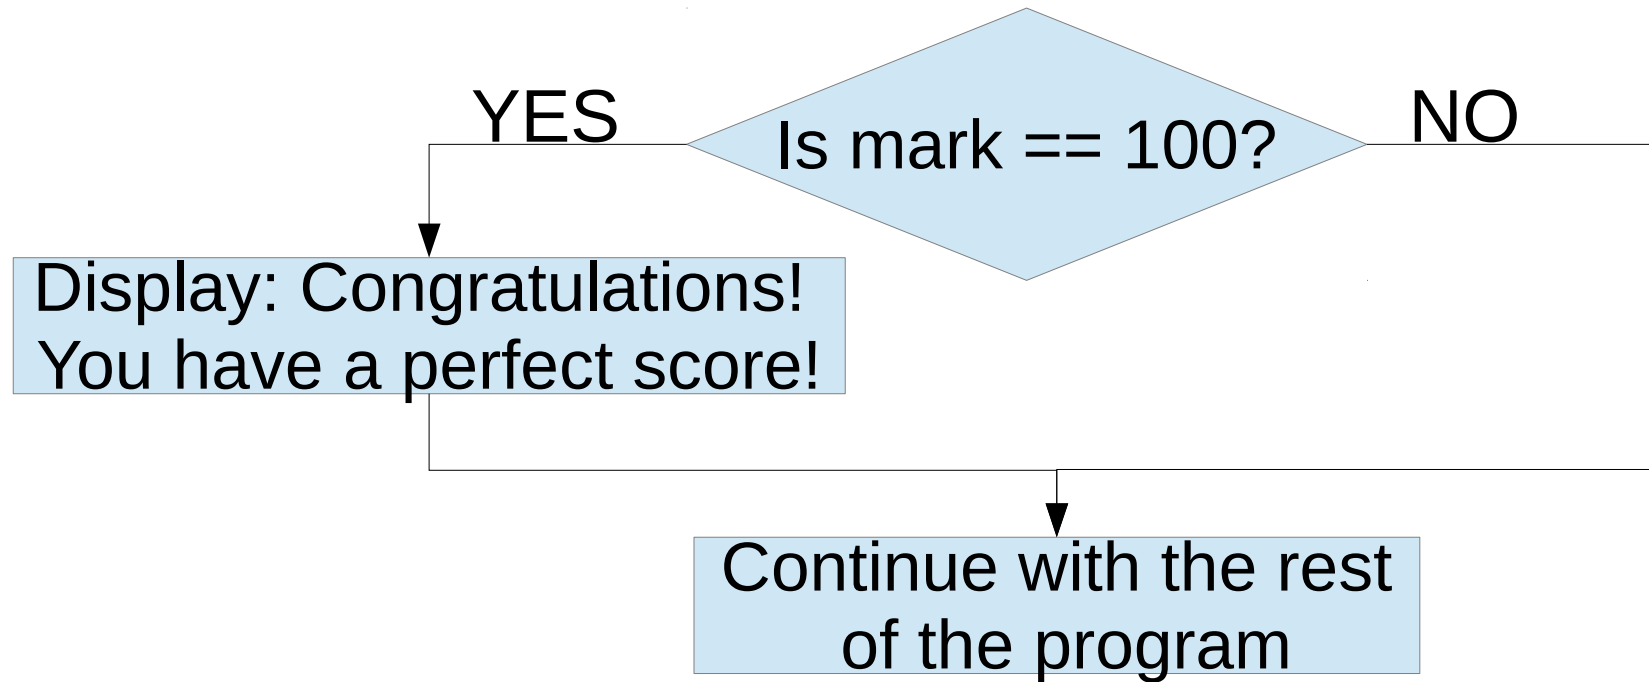 YES
Is mark == 100?
NO
Display: Congratulations!
You have a perfect score!
Continue with the rest
of the program